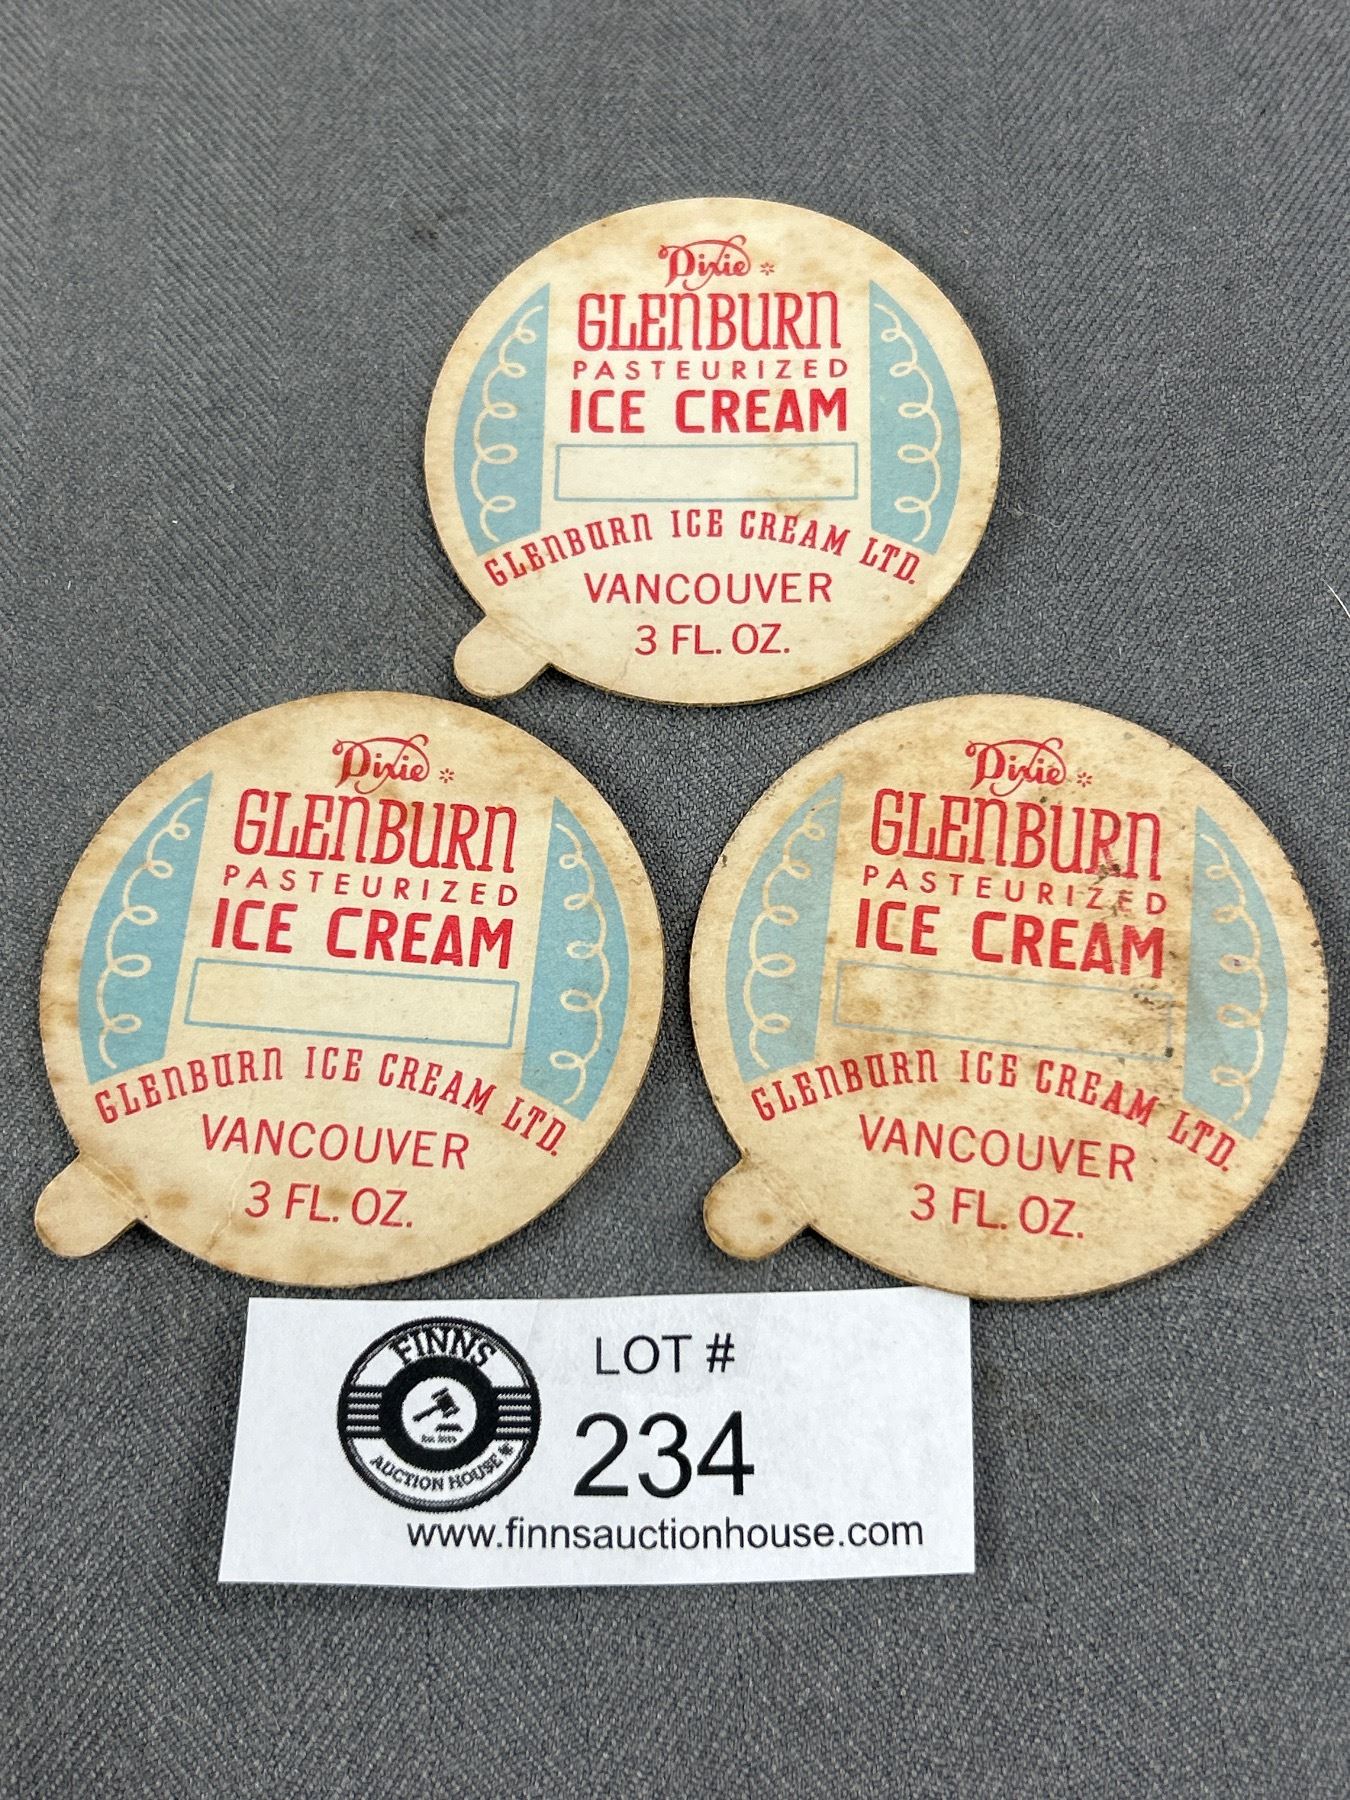 Dixie *
GLENBURN
PASTEURIZED
ICE CREAM
GLENBURN ICE CREAM LTD.
VANCOUVER
3 FL. OZ.
Dixie *
GLENBURN
PASTEURIZED
ICE CREAM
GLENBURN ICE CREAM LTD.
VANCOUVER
3 FL. OZ.
Dixie *
GLENBURN
PASTEURIZED
ICE CREAM
GLENBURN ICE CREAM LTD.
VANCOUVER
3 FL. OZ.
FINNS
AUCTION HOUSE
LOT #
234
www.finnsauctionhouse.com